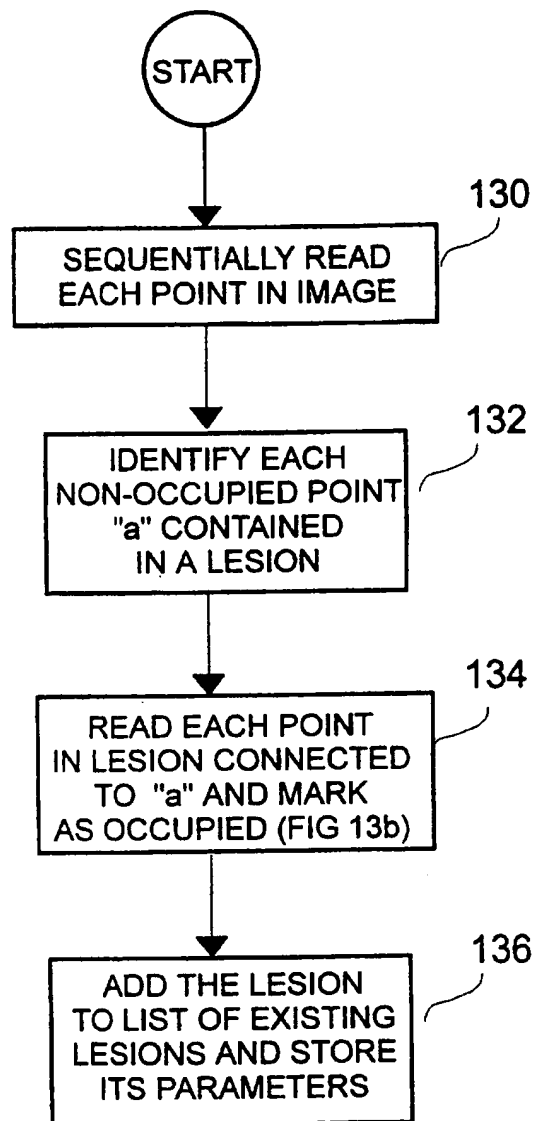 START
130
SEQUENTIALLY READ
EACH POINT IN IMAGE
132
IDENTIFY EACH
NON-OCCUPIED POINT
"a" CONTAINED
IN A LESION
134
READ EACH POINT
IN LESION CONNECTED
TO "a" AND MARK
AS OCCUPIED (FIG 13b)
136
ADD THE LESION
TO LIST OF EXISTING
LESIONS AND STORE
ITS PARAMETERS